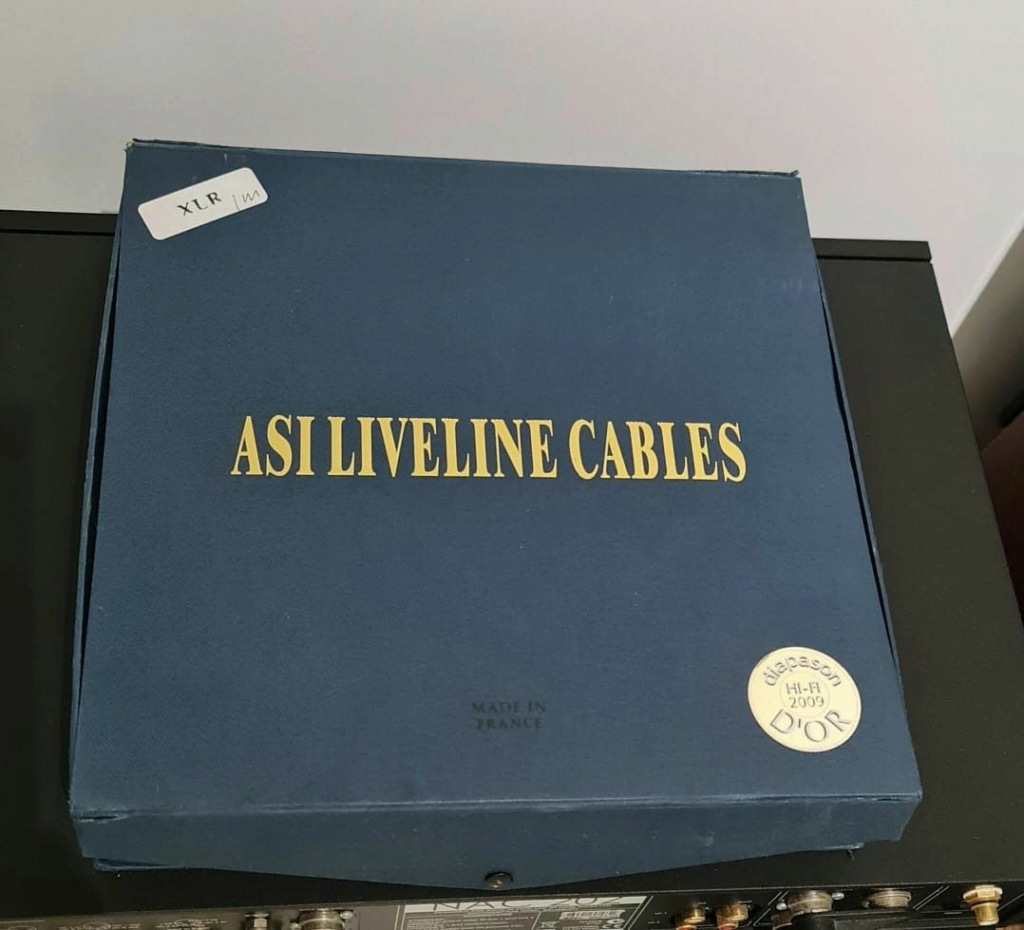 XLR 1m
ASI LIVELINE CABLES
MADE IN
FRANCE
diapason
HI-FI
2009
D'OR
NAC 202